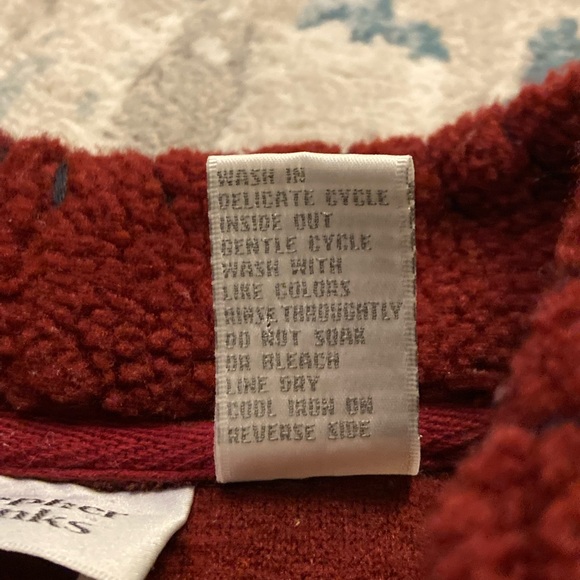 WASH IN
DELICATE CYCLE
INSIDE OUT
GENTLE CYCLE
WASH WITH
LIKE COLORS
RINSE THROUGHTLY
DO NOT SOAK
OR BLEACH
LINE DRY
COOL IRON ON
REVERSE SIDE